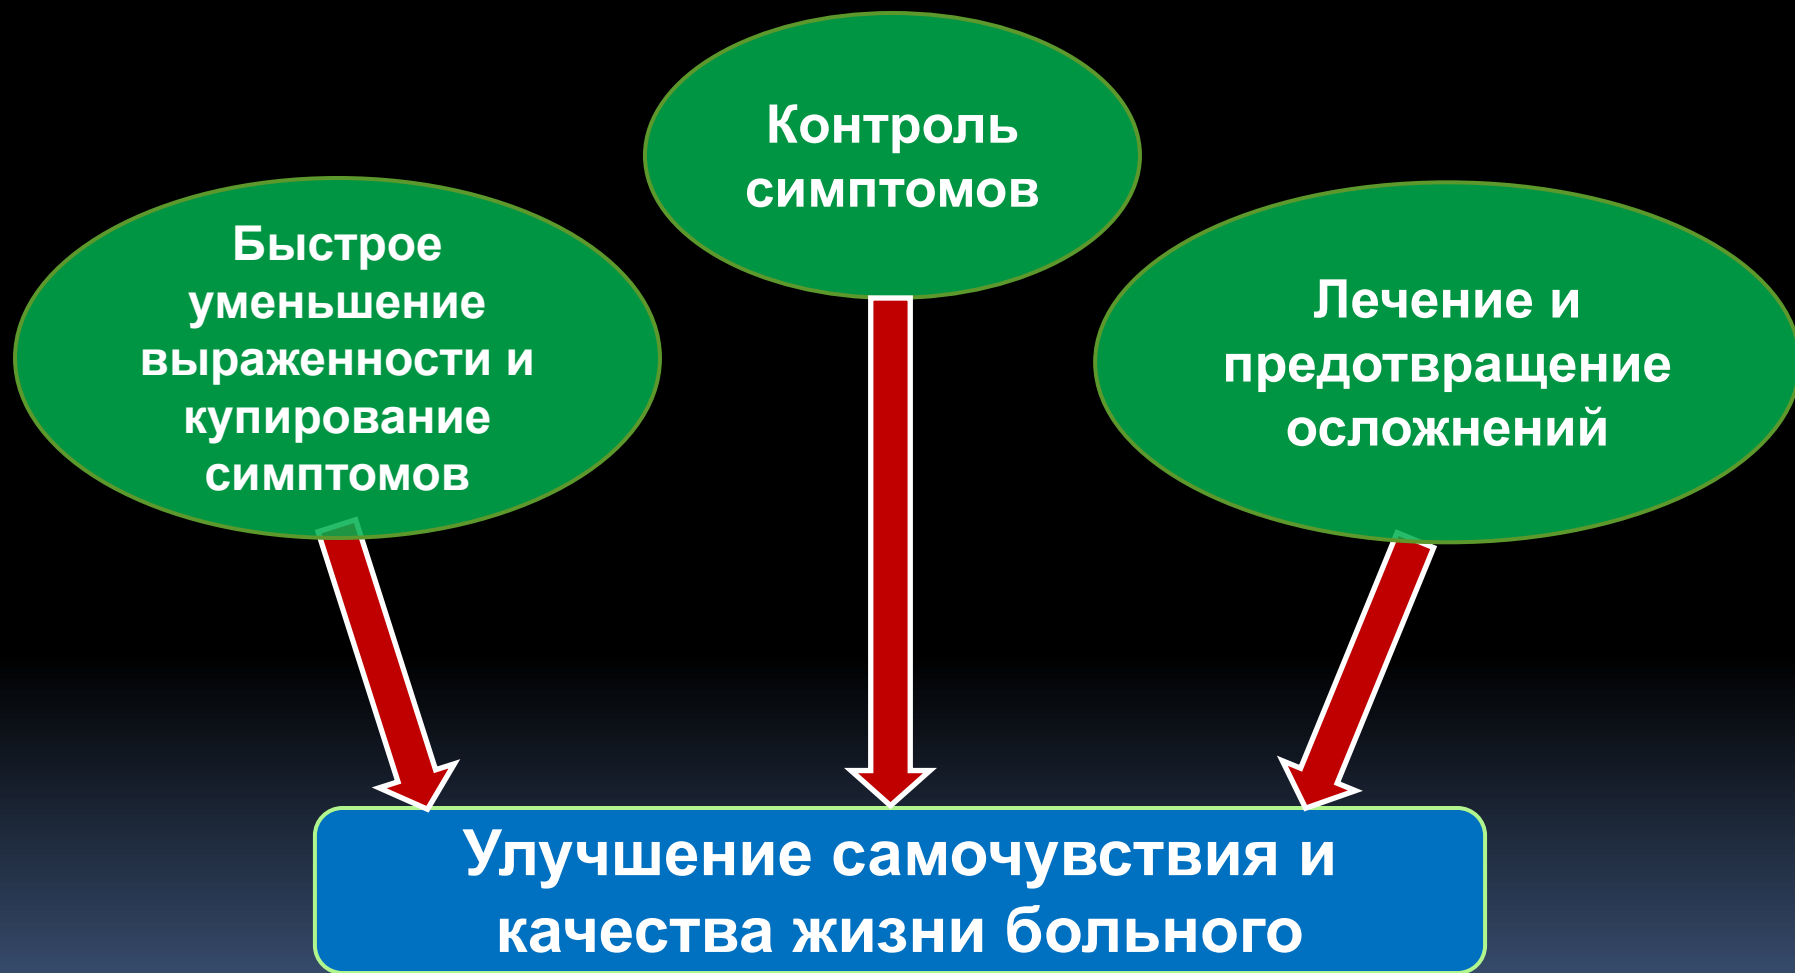 Контроль
симптомов
Быстрое
уменьшение
выраженности и
купирование
симптомов
Лечение и
предотвращение
осложнений
Улучшение самочувствия и
качества жизни больного